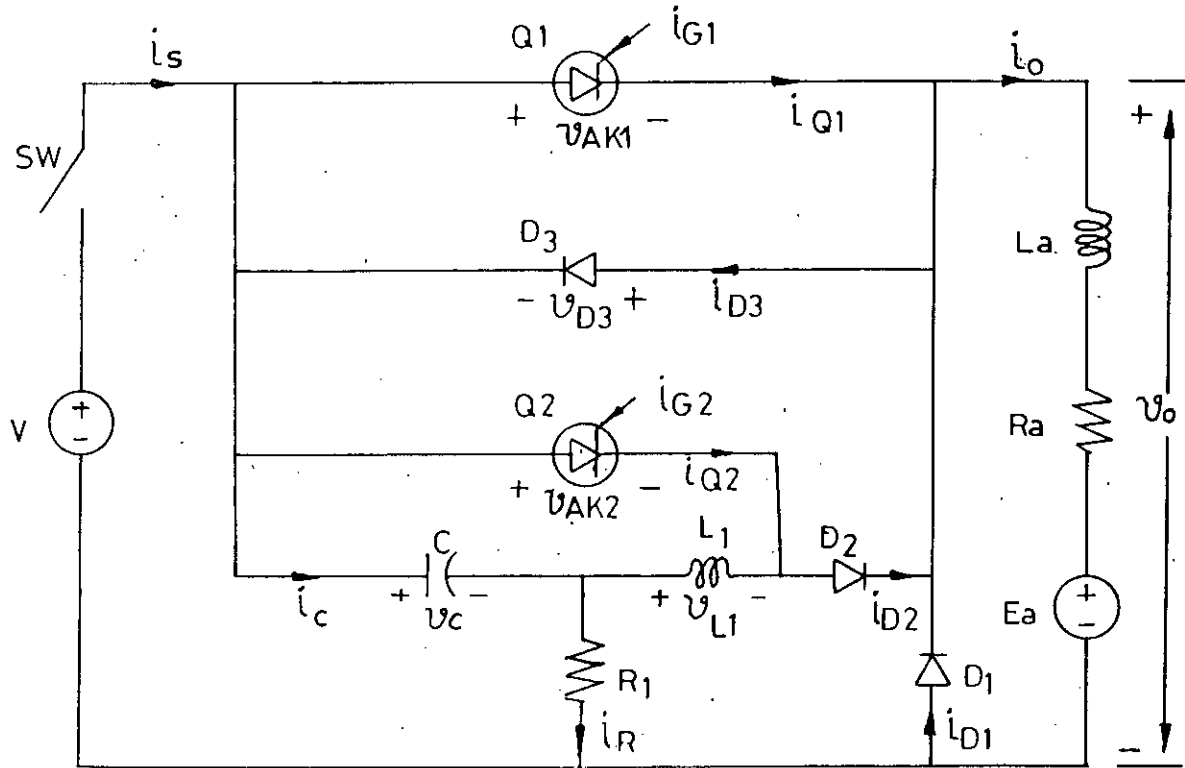 is
Q1
iG1
io
+ vAK1 -
iQ1
+
SW
D3
- vD3 +
iD3
La
V
+
-
Q2
iG2
+ vAK2 -
iQ2
Ra
vo
C
ic
+ vc -
L1
+ vL1 -
D2
iD2
Ea
+
-
R1
iR
D1
iD1
-